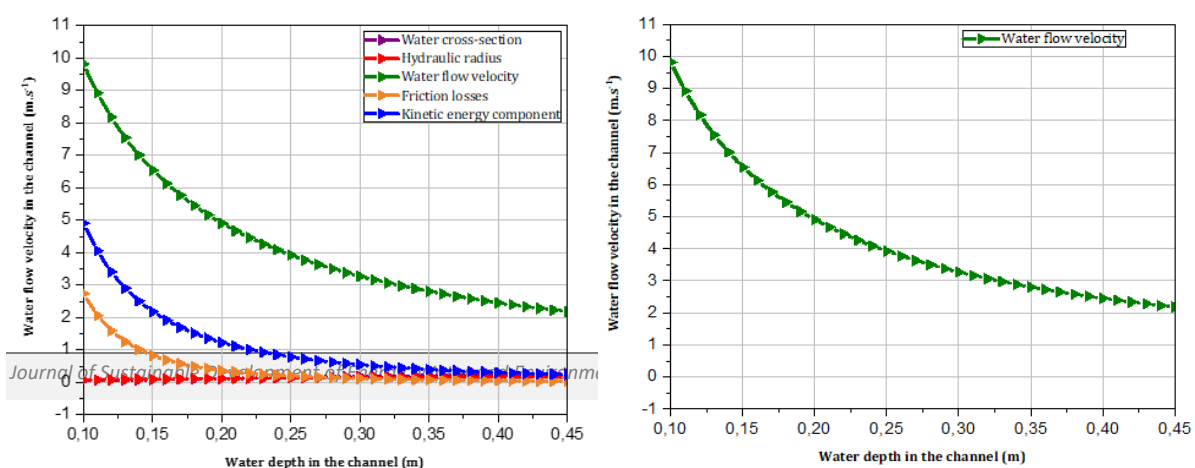 11
10
9
8
7
6
5
4
3
2
1
0
-1
Water flow velocity in the channel (m.s-1)
Water cross-section
Hydraulic radius
Water flow velocity
Friction losses
Kinetic energy component
Journal of Sustainable Development of
0,10 0,15 0,20 0,25 0,30 0,35 0,40 0,45
Water depth in the channel (m)
11
10
9
8
7
6
5
4
3
2
1
0
-1
Water flow velocity in the channel (m.s-1)
Water flow velocity
0,10 0,15 0,20 0,25 0,30 0,35 0,40 0,45
Water depth in the channel (m)